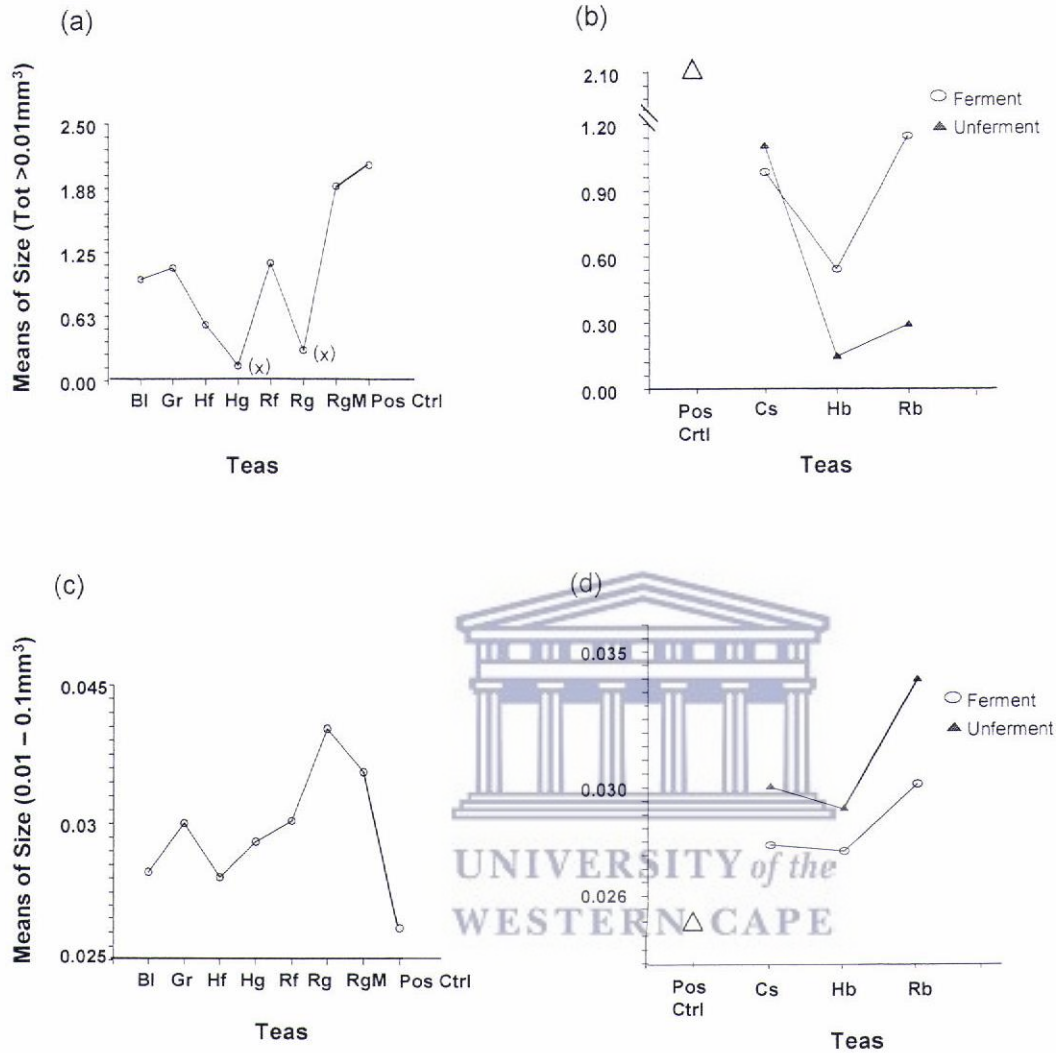 (a)
Means of Size (Tot >0.01mm³)
2.50
1.88
1.25
0.63
0.00
(x)
(x)
Bl Gr Hf Hg Rf Rg RgM Pos Ctrl
Teas
(b)
2.10
1.20
0.90
0.60
0.30
0.00
Ferment
Unferment
Pos Crtl Cs Hb Rb
Teas
(c)
Means of Size (0.01 – 0.1mm³)
0.045
0.03
0.025
Bl Gr Hf Hg Rf Rg RgM Pos Ctrl
Teas
(d)
0.035
0.030
0.026
Ferment
Unferment
Pos Ctrl Cs Hb Rb
Teas
UNIVERSITY of the
WESTERN CAPE